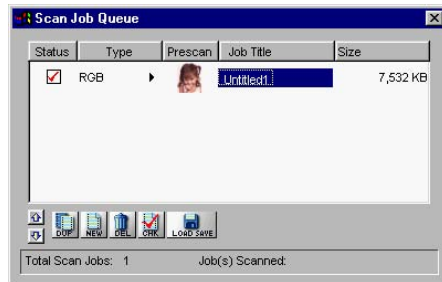 Scan Job Queue
Status Type Prescan Job Title Size
RGB Untitled1 7,532 KB
DUP NEW DEL CHK LOAD SAVE
Total Scan Jobs: 1 Job(s) Scanned: